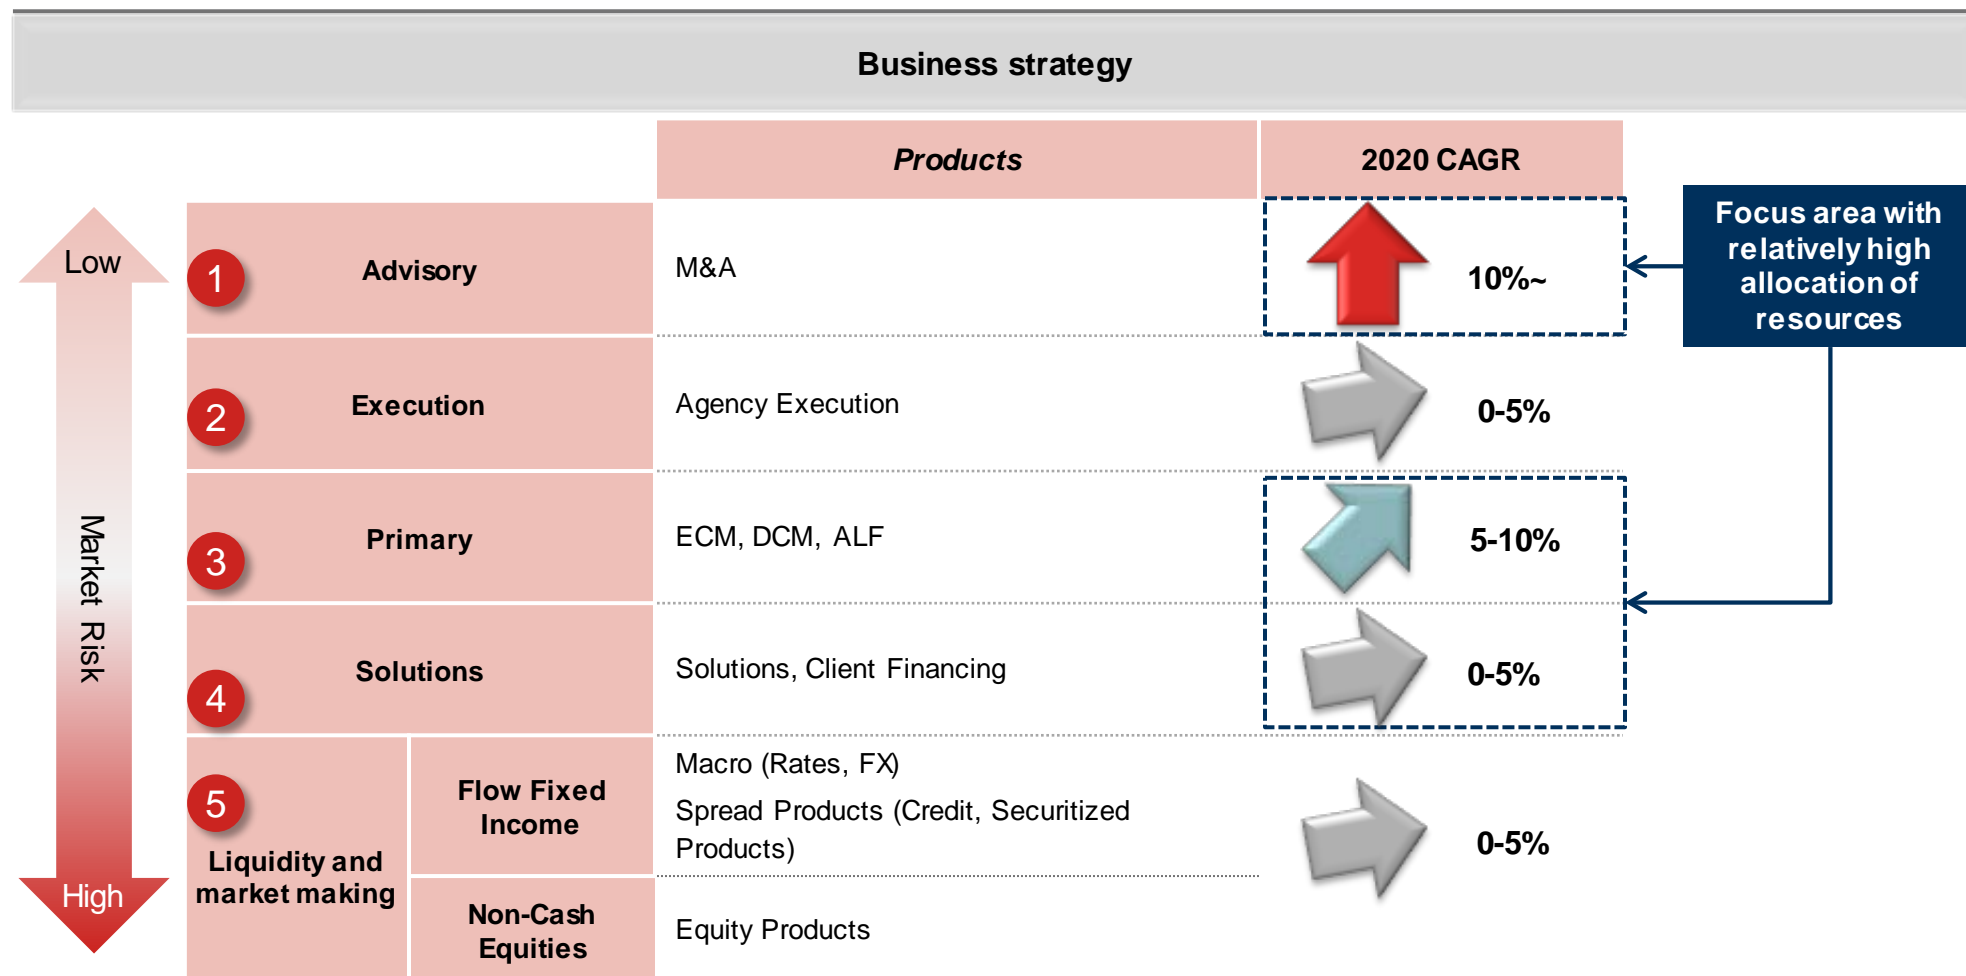 Business strategy
Products
2020 CAGR
Low
Market Risk
High
1
Advisory
M&A
10%~
Focus area with
relatively high
allocation of
resources
2
Execution
Agency Execution
0-5%
3
Primary
ECM, DCM, ALF
5-10%
4
Solutions
Solutions, Client Financing
0-5%
5
Liquidity and
market making
Flow Fixed
Income
Macro (Rates, FX)
Spread Products (Credit, Securitized
Products)
0-5%
Non-Cash
Equities
Equity Products